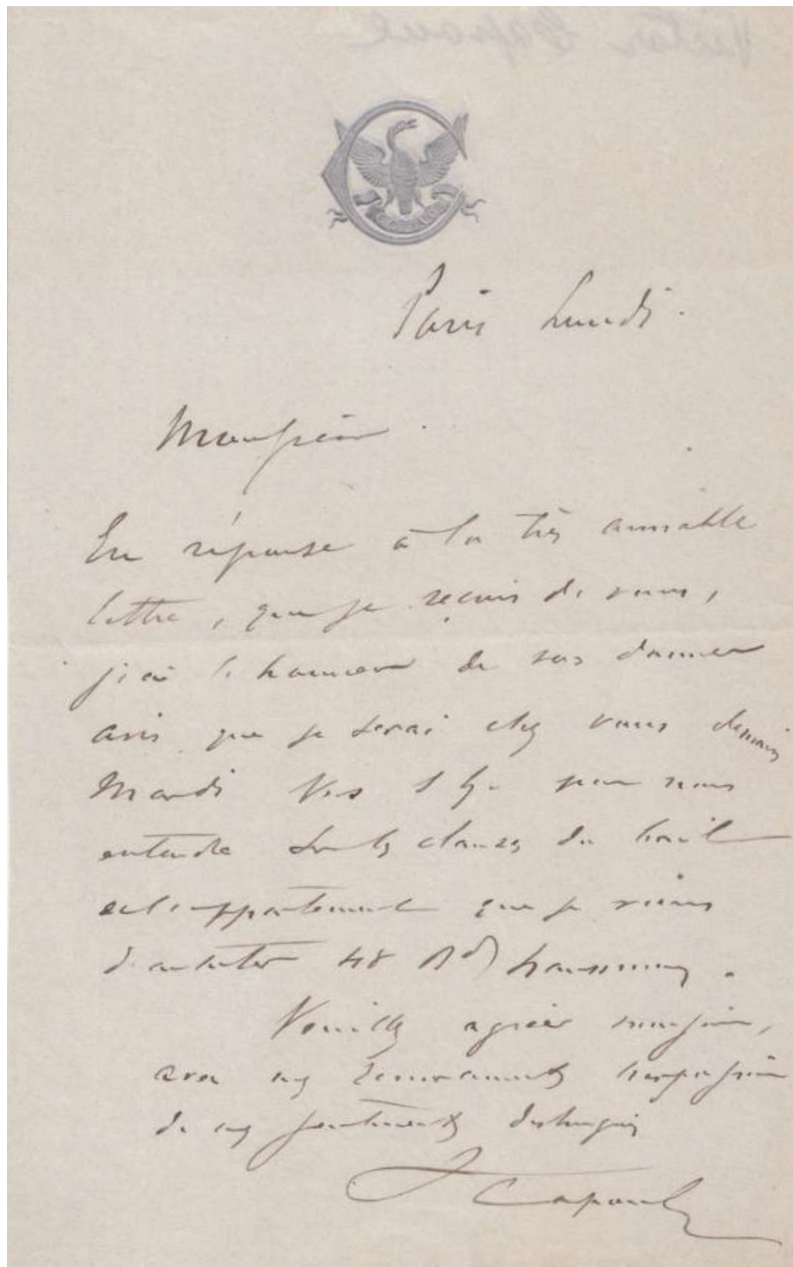 Paris Lundi.
Monsieur.
En réponse à la très aimable
lettre, que je reçois de vous,
j'ai l'honneur de vous donner
avis que je serai chez vous demain
Mardi Vers pour nous
entendre sur les clauses du bail
de l'appartement que je viens
d'arrêter 48 Bd haussmann.
Veuillez agréer monsieur,
avec mes remerciements l'expression
de mes sentiments distingués
V Capoul